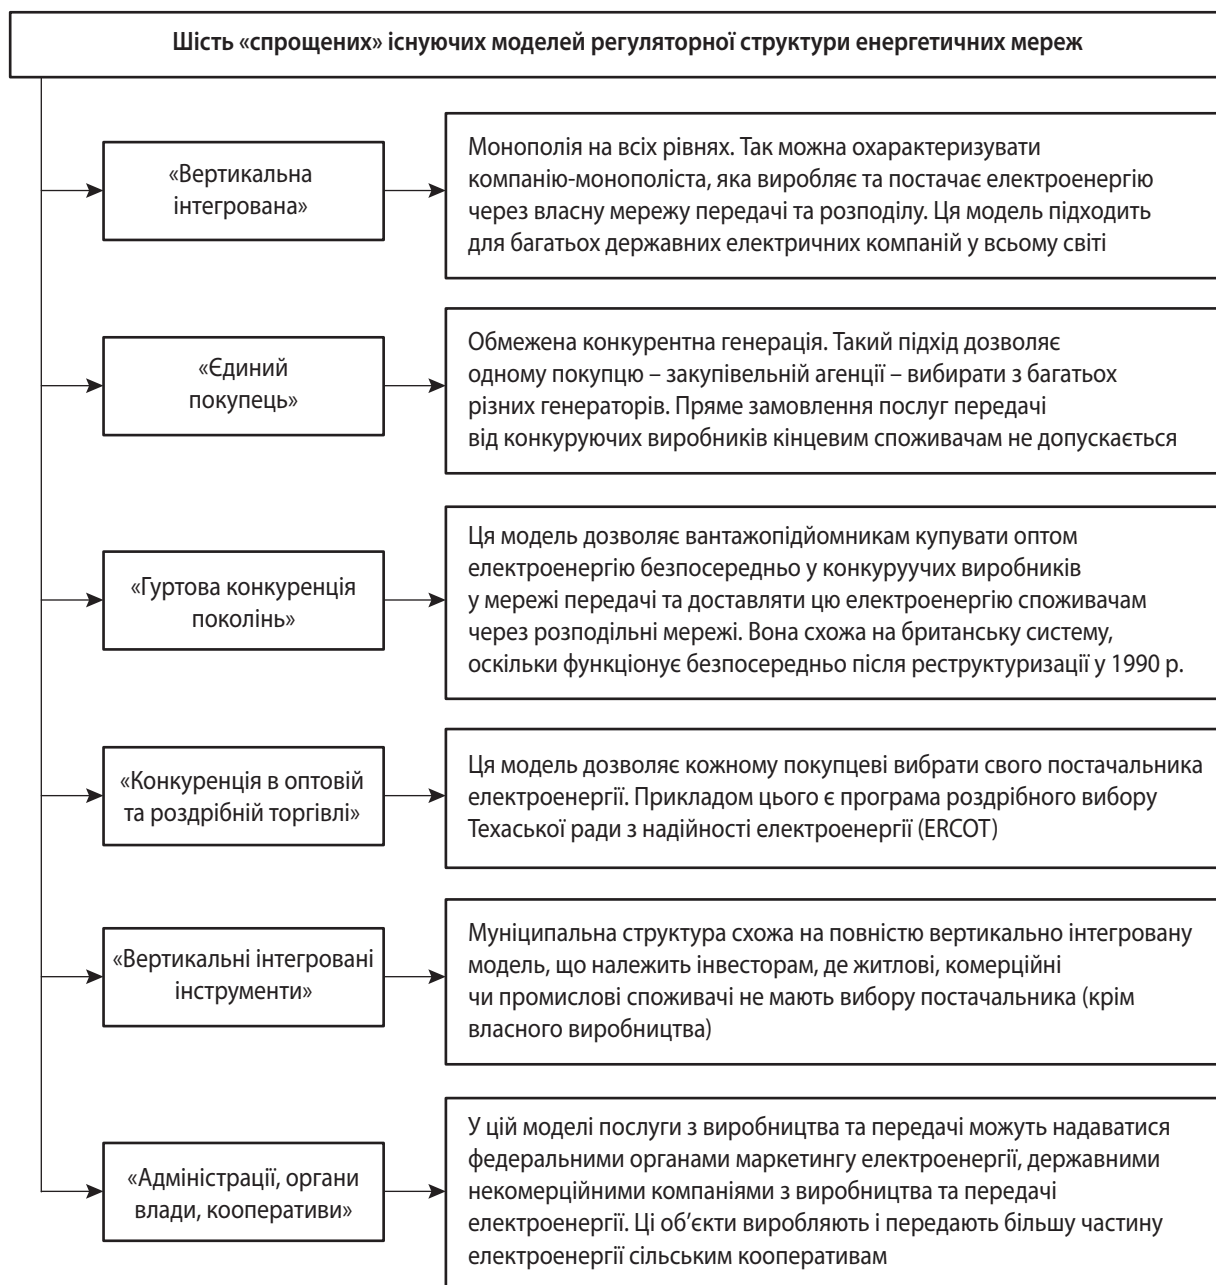 Шість «спрощених» існуючих моделей регуляторної структури енергетичних мереж
«Вертикальна
інтегрована»
Монополія на всіх рівнях. Так можна охарактеризувати
компанію-монополіста, яка виробляє та постачає електроенергію
через власну мережу передачі та розподілу. Ця модель підходить
для багатьох державних електричних компаній у всьому світі
«Єдиний
покупець»
Обмежена конкурентна генерація. Такий підхід дозволяє
одному покупцю – закупівельній агенції – вибирати з багатьох
різних генераторів. Пряме замовлення послуг передачі
від конкуруючих виробників кінцевим споживачам не допускається
«Гуртова конкуренція
поколінь»
Ця модель дозволяє вантажопідйомникам купувати оптом
електроенергію безпосередньо у конкуруучих виробників
у мережі передачі та доставляти цю електроенергію споживачам
через розподільні мережі. Вона схожа на британську систему,
оскільки функціонує безпосередньо після реструктуризації у 1990 р.
«Конкуренція в оптовій
та роздрібній торгівлі»
Ця модель дозволяє кожному покупцеві вибрати свого постачальника
електроенергії. Прикладом цього є програма роздрібного вибору
Техаської ради з надійності електроенергії (ERCOT)
«Вертикальні інтегровані
інструменти»
Муніципальна структура схожа на повністю вертикально інтегровану
модель, що належить інвесторам, де житлові, комерційні
чи промислові споживачі не мають вибору постачальника (крім
власного виробництва)
«Адміністрації, органи
влади, кооперативи»
У цій моделі послуги з виробництва та передачі можуть надаватися
федеральними органами маркетингу електроенергії, державними
некомерційними компаніями з виробництва та передачі
електроенергії. Ці об’єкти виробляють і передають більшу частину
електроенергії сільським кооперативам